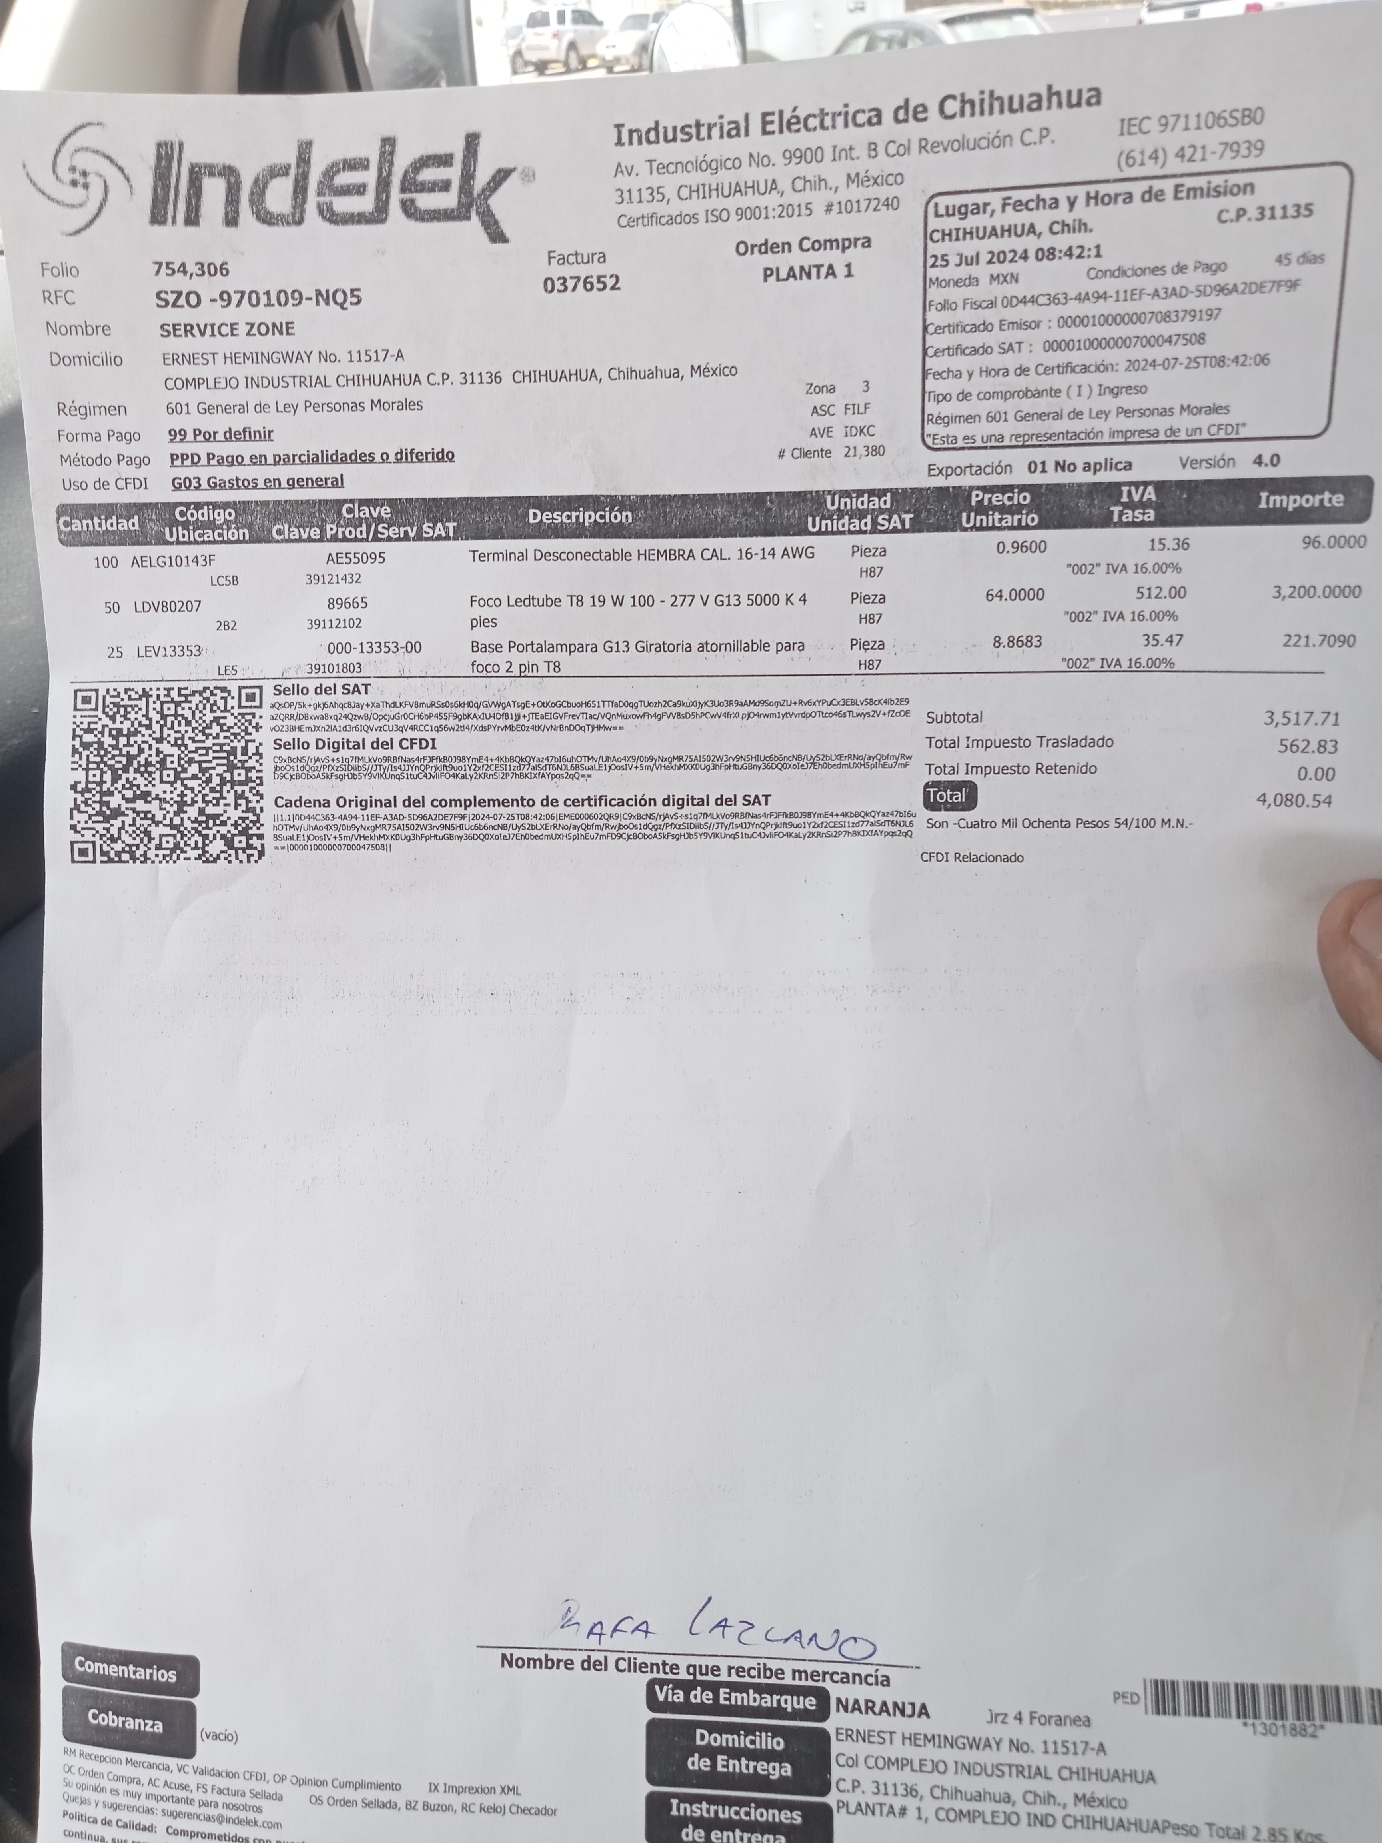 Indelek
Industrial Eléctrica de Chihuahua
Av. Tecnológico No. 9900 Int. B Col Revolución C.P.
31135, CHIHUAHUA, Chih., México
Certificados ISO 9001:2015 #1017240
IEC 971106SB0
(614) 421-7939
Lugar, Fecha y Hora de Emision
CHIHUAHUA, Chih. C.P.31135
25 Jul 2024 08:42:1
Moneda MXN Condiciones de Pago 45 días
Folio Fiscal 0D44C363-4A94-11EF-A3AD-5D96A2DE7F9F
Certificado Emisor : 00001000000708379197
Certificado SAT : 00001000000700047508
Fecha y Hora de Certificación: 2024-07-25T08:42:06
Tipo de comprobante ( I ) Ingreso
Régimen 601 General de Ley Personas Morales
"Esta es una representación impresa de un CFDI"
Exportación 01 No aplica Versión 4.0
Folio 754,306
Factura
037652
Orden Compra
PLANTA 1
RFC SZO -970109-NQ5
Nombre SERVICE ZONE
Domicilio ERNEST HEMINGWAY No. 11517-A
COMPLEJO INDUSTRIAL CHIHUAHUA C.P. 31136 CHIHUAHUA, Chihuahua, México
Régimen 601 General de Ley Personas Morales
Forma Pago 99 Por definir
Método Pago PPD Pago en parcialidades o diferido
Uso de CFDI G03 Gastos en general
Zona 3
ASC FILF
AVE IDKC
# Cliente 21,380
Cantidad Código Clave Descripción Unidad Precio IVA Importe
Ubicación Clave Prod/Serv SAT Unidad SAT Unitario Tasa
100 AELG10143F AE55095 Terminal Desconectable HEMBRA CAL. 16-14 AWG Pieza 0.9600 15.36 96.0000
LC5B 39121432 H87 "002" IVA 16.00%
50 LDV80207 89665 Foco Ledtube T8 19 W 100 - 277 V G13 5000 K 4 Pieza 64.0000 512.00 3,200.0000
2B2 39112102 pies H87 "002" IVA 16.00%
25 LEV13353 000-13353-00 Base Portalampara G13 Giratoria atornillable para Pieza 8.8683 35.47 221.7090
LE5 39101803 foco 2 pin T8 H87 "002" IVA 16.00%
Sello del SAT
Sello Digital del CFDI
Cadena Original del complemento de certificación digital del SAT
Subtotal 3,517.71
Total Impuesto Trasladado 562.83
Total Impuesto Retenido 0.00
Total 4,080.54
Son -Cuatro Mil Ochenta Pesos 54/100 M.N.-
CFDI Relacionado
RAFA LAZCANO
Nombre del Cliente que recibe mercancía
Comentarios
Cobranza (vacío)
RM Recepcion Mercancia, VC Validacion CFDI, OP Opinion Cumplimiento IX Imprexion XML
OC Orden Compra, AC Acuse, FS Factura Sellada OS Orden Sellada, BZ Buzon, RC Reloj Checador
Su opinión es muy importante para nosotros
Quejas y sugerencias: sugerencias@indelek.com
Política de Calidad: Comprometidos
continua,
Vía de Embarque NARANJA Jrz 4 Foranea
PED *1301882*
Domicilio de Entrega
ERNEST HEMINGWAY No. 11517-A
Col COMPLEJO INDUSTRIAL CHIHUAHUA
C.P. 31136, Chihuahua, Chih., México
Instrucciones de entrega
PLANTA# 1, COMPLEJO IND CHIHUAHUAPeso Total 2.85 Kgs